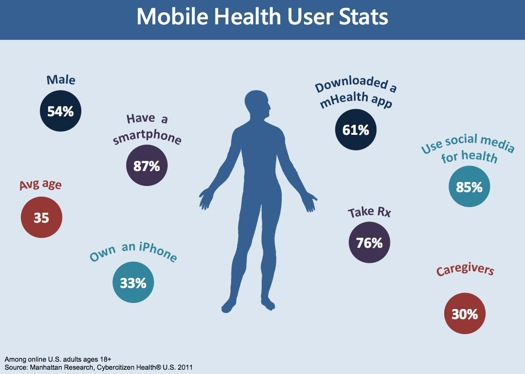 Mobile Health User Stats
Male
54%
Have a
smartphone
87%
Avg age
35
Own an iPhone
33%
Downloaded a
mHealth app
61%
Use social media
for health
85%
Take Rx
76%
Caregivers
30%
Among online U.S. adults ages 18+
Source: Manhattan Research, Cybercitizen Health® U.S. 2011